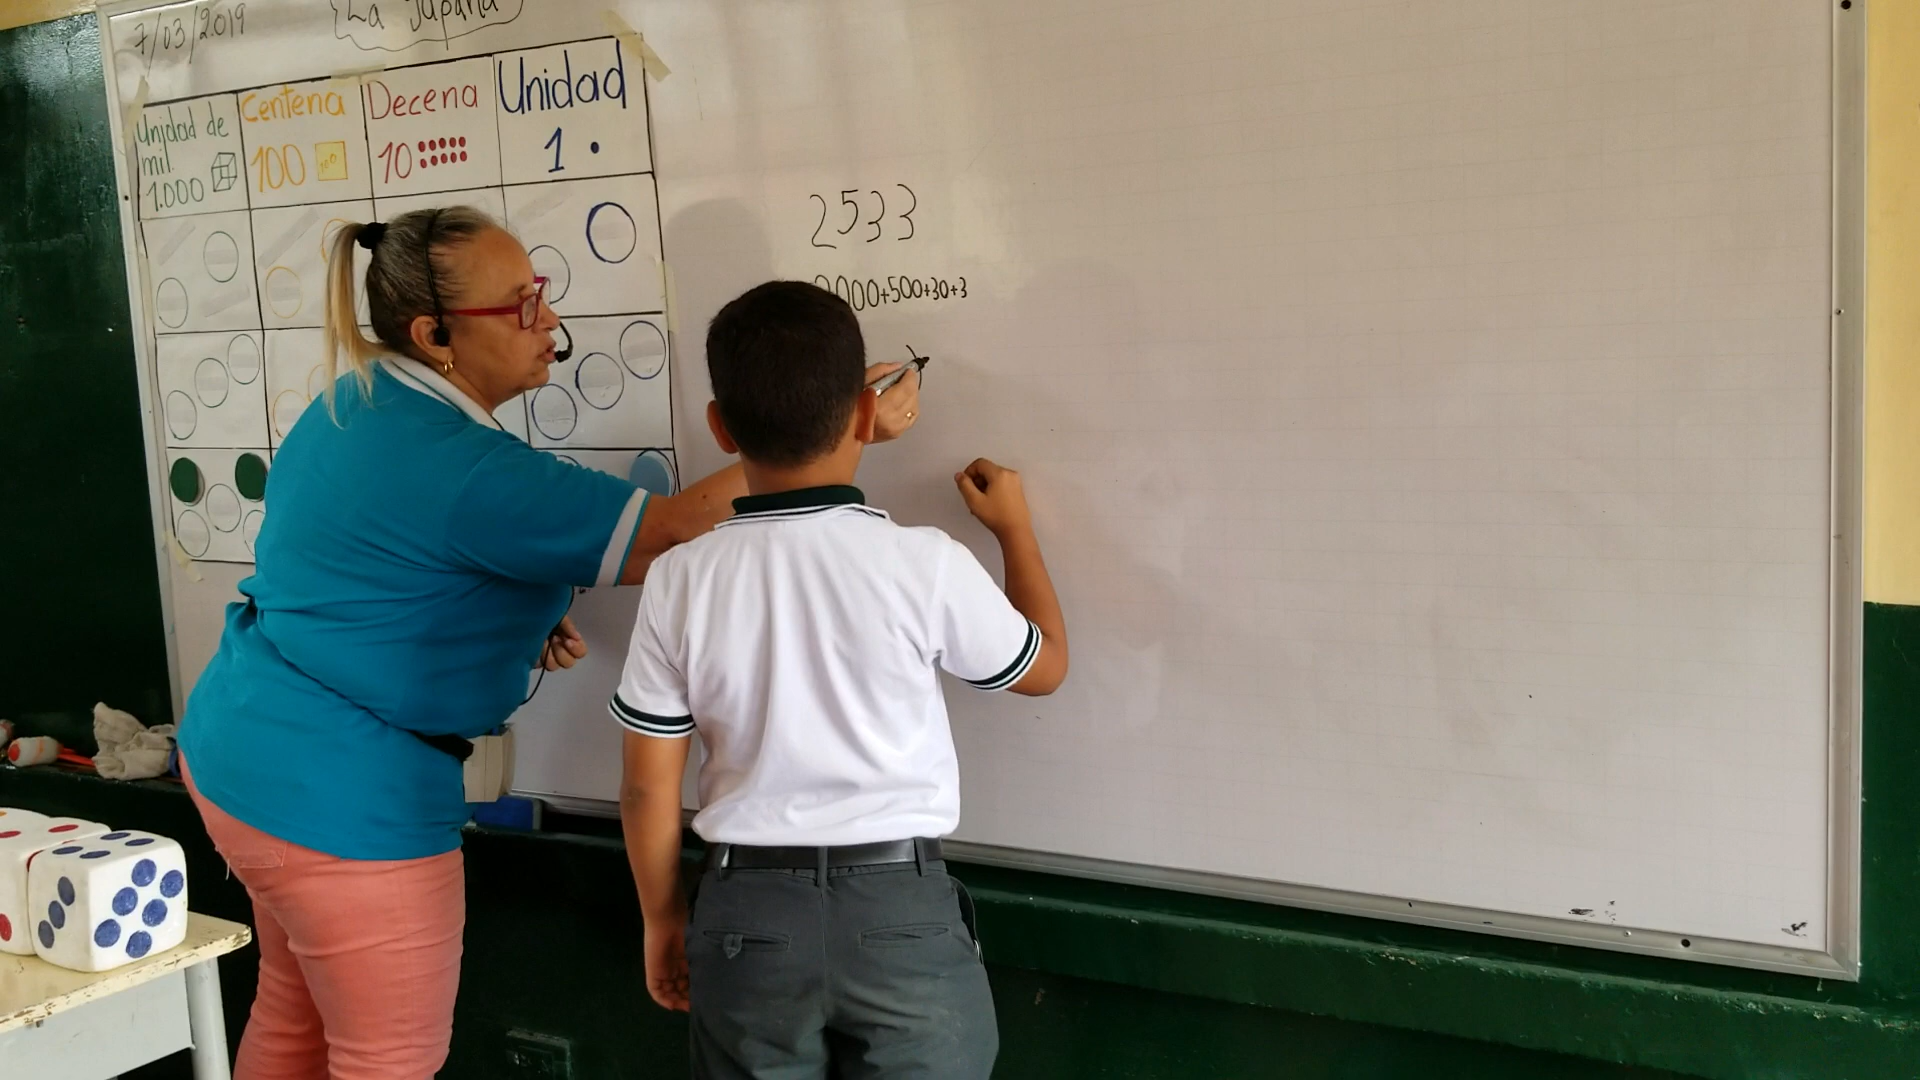 7/03/2019
La Yupana
Unidad de mil. 1.000
Centena 100 100
Decena 10
Unidad 1
2533
2000+500+30+3